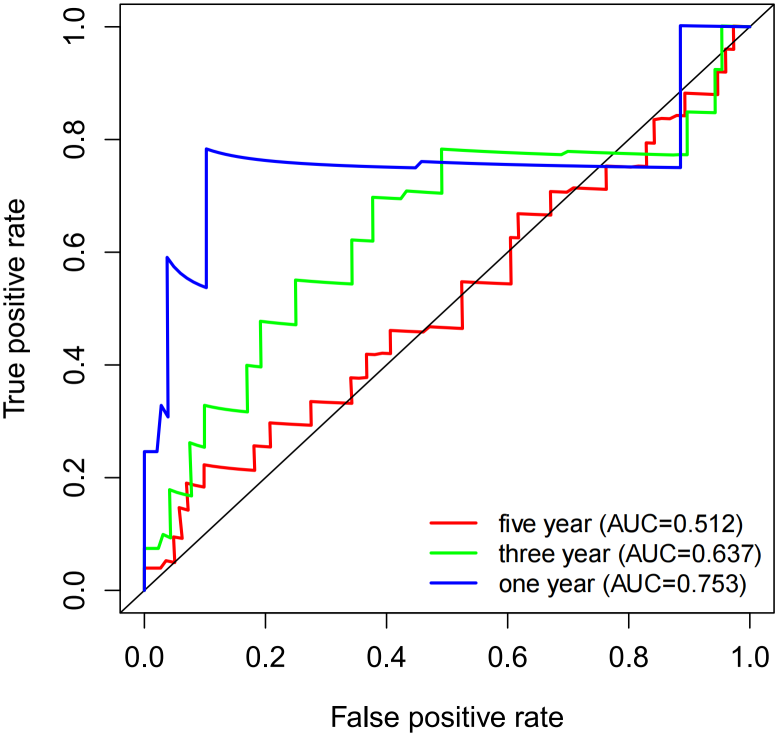 True positive rate
1.0
0.8
0.6
0.4
0.2
0.0
five year (AUC=0.512)
three year (AUC=0.637)
one year (AUC=0.753)
0.0 0.2 0.4 0.6 0.8 1.0
False positive rate